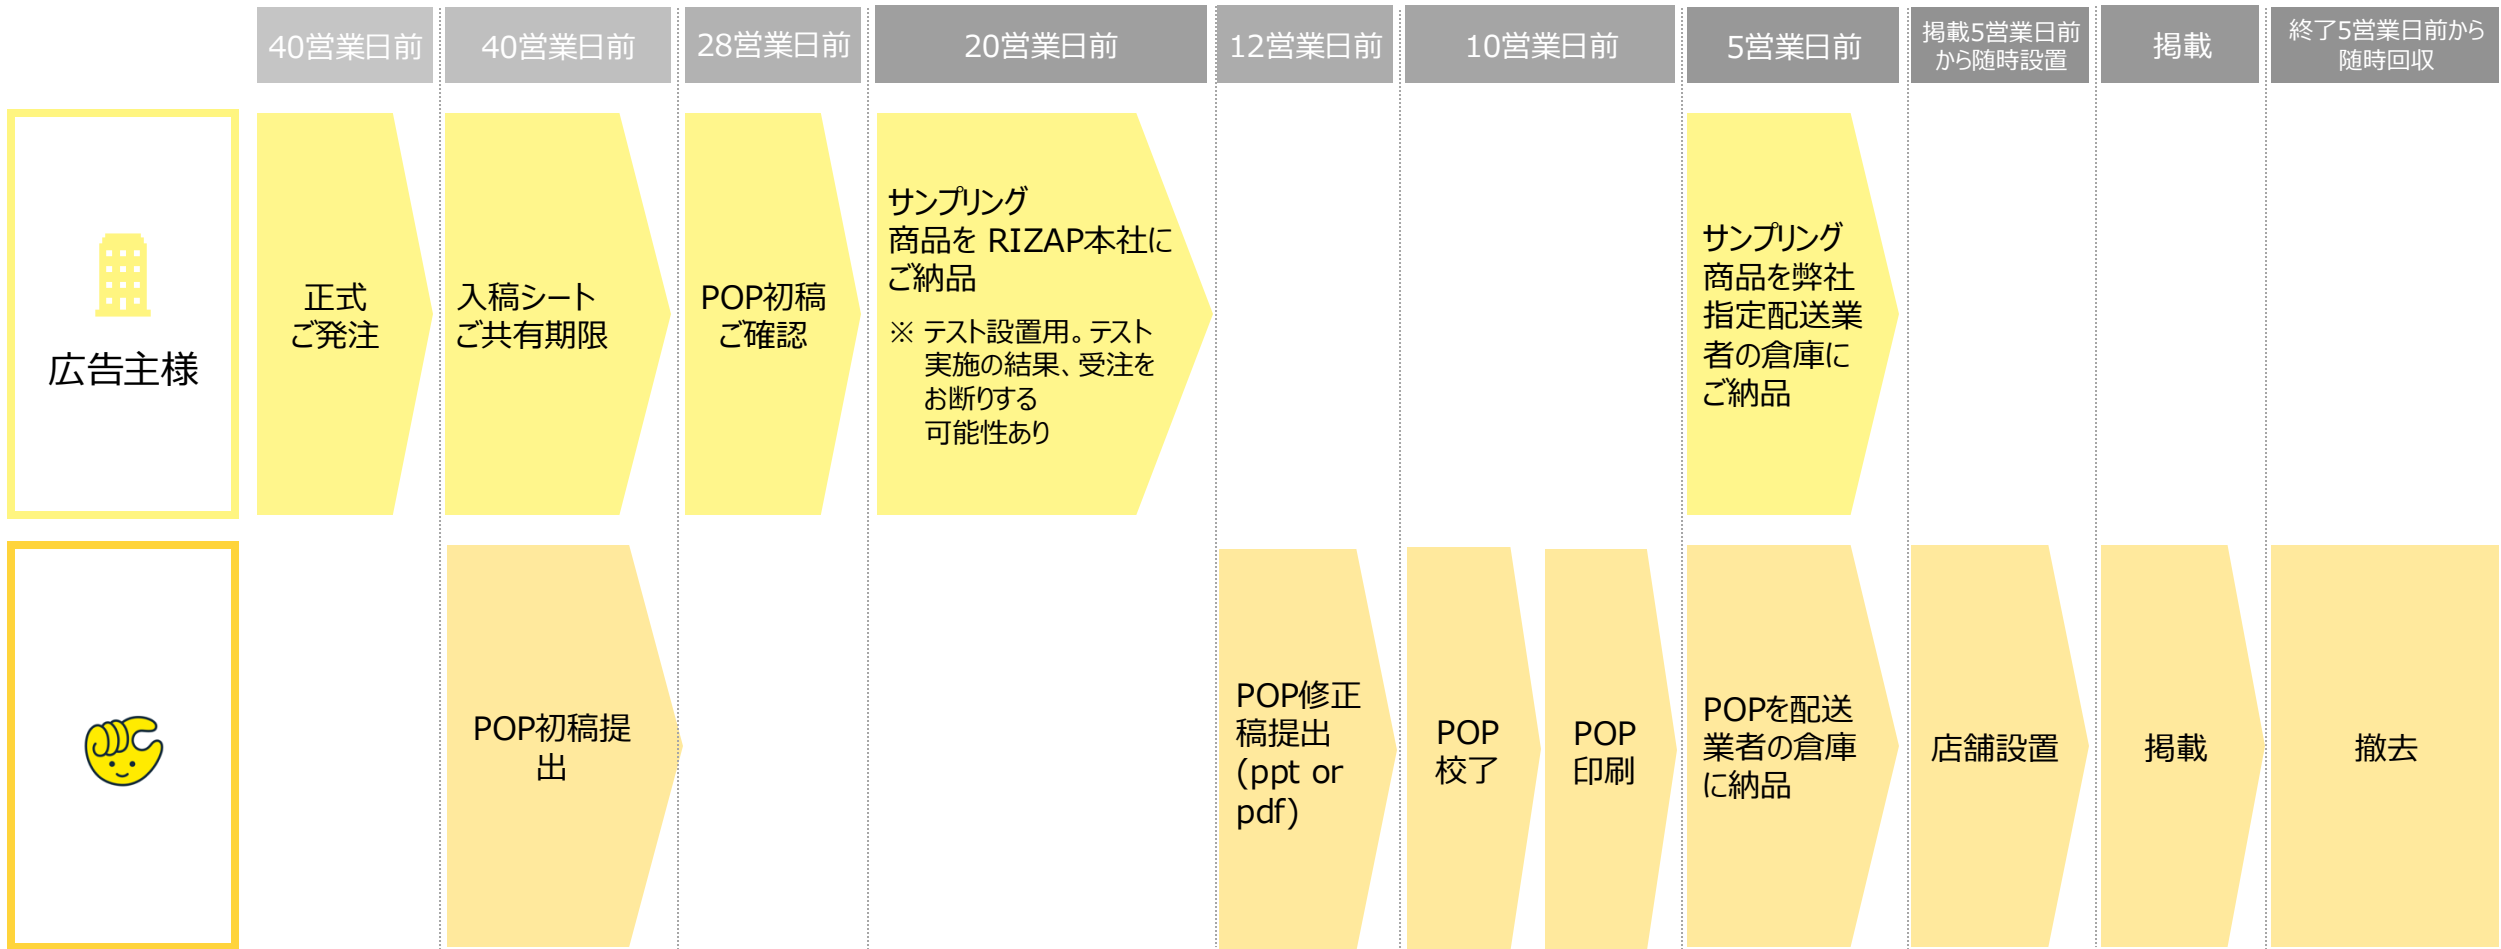 40営業日前
40営業日前
28営業日前
20営業日前
12営業日前
10営業日前
5営業日前
掲載5営業日前
から随時設置
掲載
終了5営業日前から
随時回収
広告主様
正式
ご発注
入稿シート
ご共有期限
POP初稿
ご確認
サンプリング
商品を RIZAP本社に
ご納品
※ テスト設置用。テスト
実施の結果、受注を
お断りする
可能性あり
サンプリング
商品を弊社
指定配送業
者の倉庫に
ご納品
POP初稿提
出
POP修正
稿提出
(ppt or
pdf)
POP
校了
POP
印刷
POPを配送
業者の倉庫
に納品
店舗設置
掲載
撤去